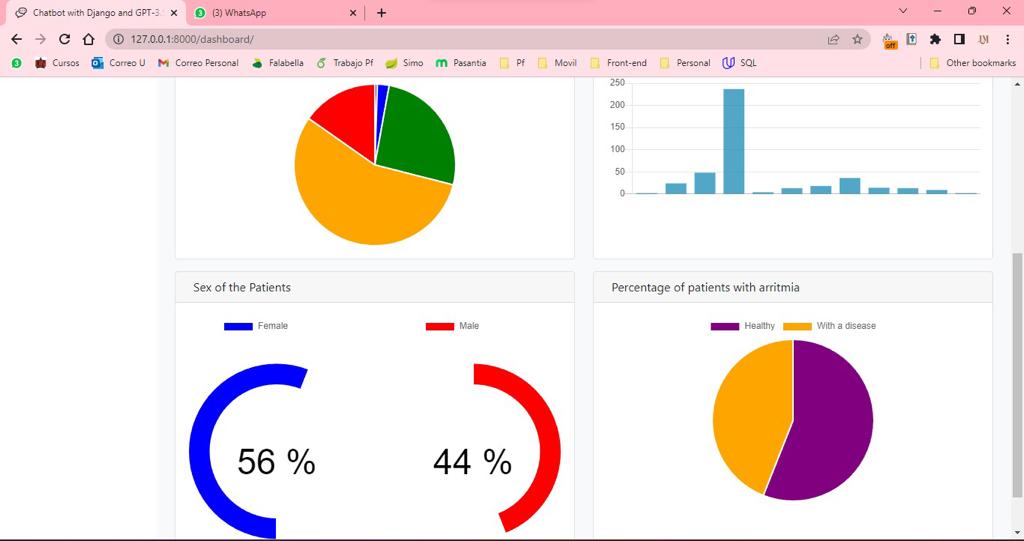 Chatbot with Django and GPT-3.
(3) WhatsApp
127.0.0.1:8000/dashboard/
off
Cursos Correo U Correo Personal Falabella Trabajo Pf Simo Pasantia Pf Movil Front-end Personal SQL Other bookmarks
250
200
150
100
50
0
Sex of the Patients
Female Male
56 % 44 %
Percentage of patients with arritmia
Healthy With a disease